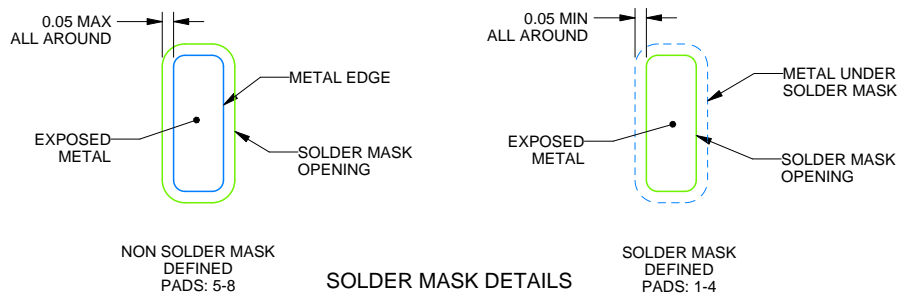 0.05 MAX
ALL AROUND
METAL EDGE
EXPOSED
METAL
SOLDER MASK
OPENING
NON SOLDER MASK
DEFINED
PADS: 5-8
0.05 MIN
ALL AROUND
METAL UNDER
SOLDER MASK
EXPOSED
METAL
SOLDER MASK
OPENING
SOLDER MASK
DEFINED
PADS: 1-4
SOLDER MASK DETAILS